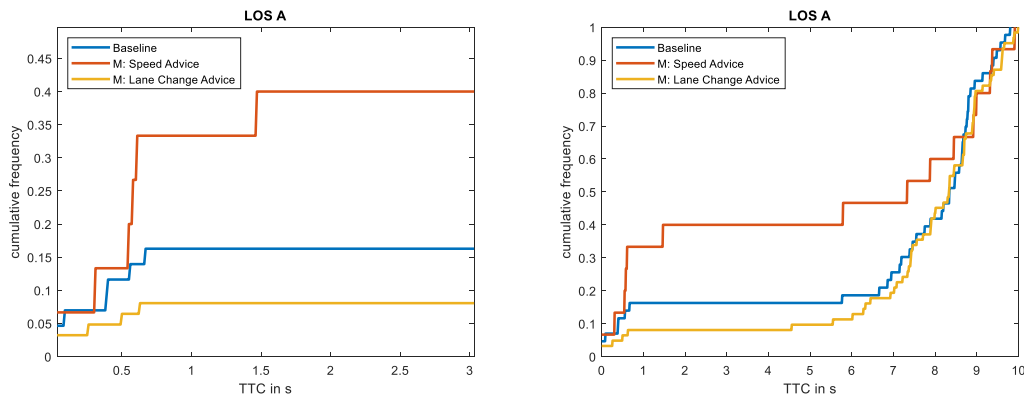 LOS A
Baseline
M: Speed Advice
M: Lane Change Advice
cumulative frequency
0.45
0.4
0.35
0.3
0.25
0.2
0.15
0.1
0.05
0
0.5 1 1.5 2 2.5 3
TTC in s
LOS A
Baseline
M: Speed Advice
M: Lane Change Advice
cumulative frequency
1
0.9
0.8
0.7
0.6
0.5
0.4
0.3
0.2
0.1
0
0 1 2 3 4 5 6 7 8 9 10
TTC in s